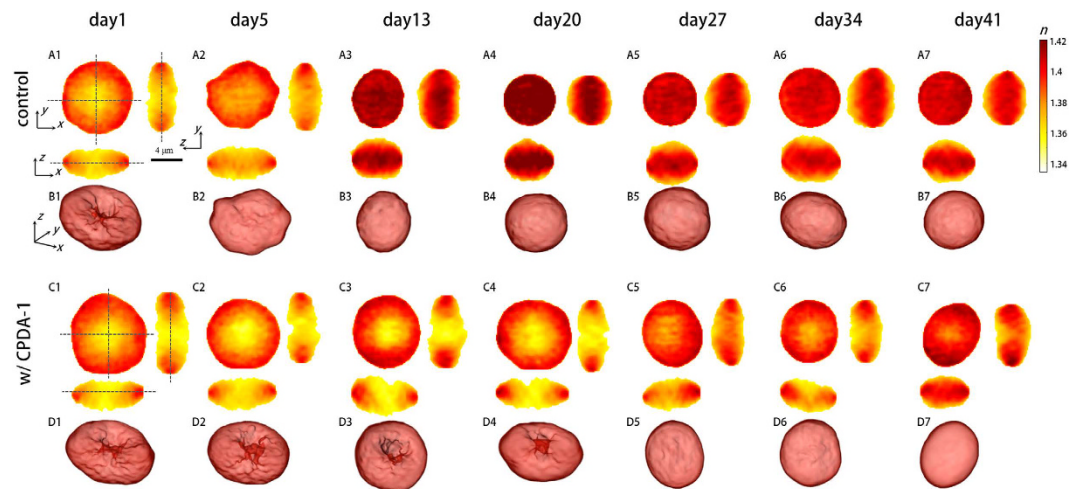 day1 day5 day13 day20 day27 day34 day41
n
1.42
1.40
1.38
1.36
1.34
control
A1 A2 A3 A4 A5 A6 A7
y
x
y
z
z
x
4 μm
B1 B2 B3 B4 B5 B6 B7
z
y
x
w/ CPDA-1
C1 C2 C3 C4 C5 C6 C7
D1 D2 D3 D4 D5 D6 D7